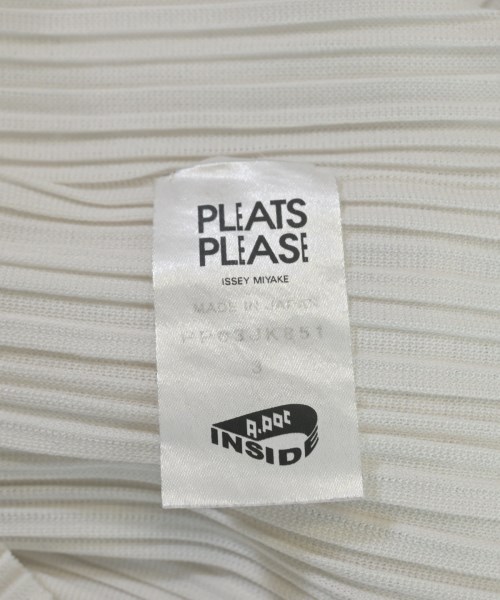 PLEATS
PLEASE
ISSEY MIYAKE
MADE IN JAPAN
PP03JK851
3
A.POC
INSIDE